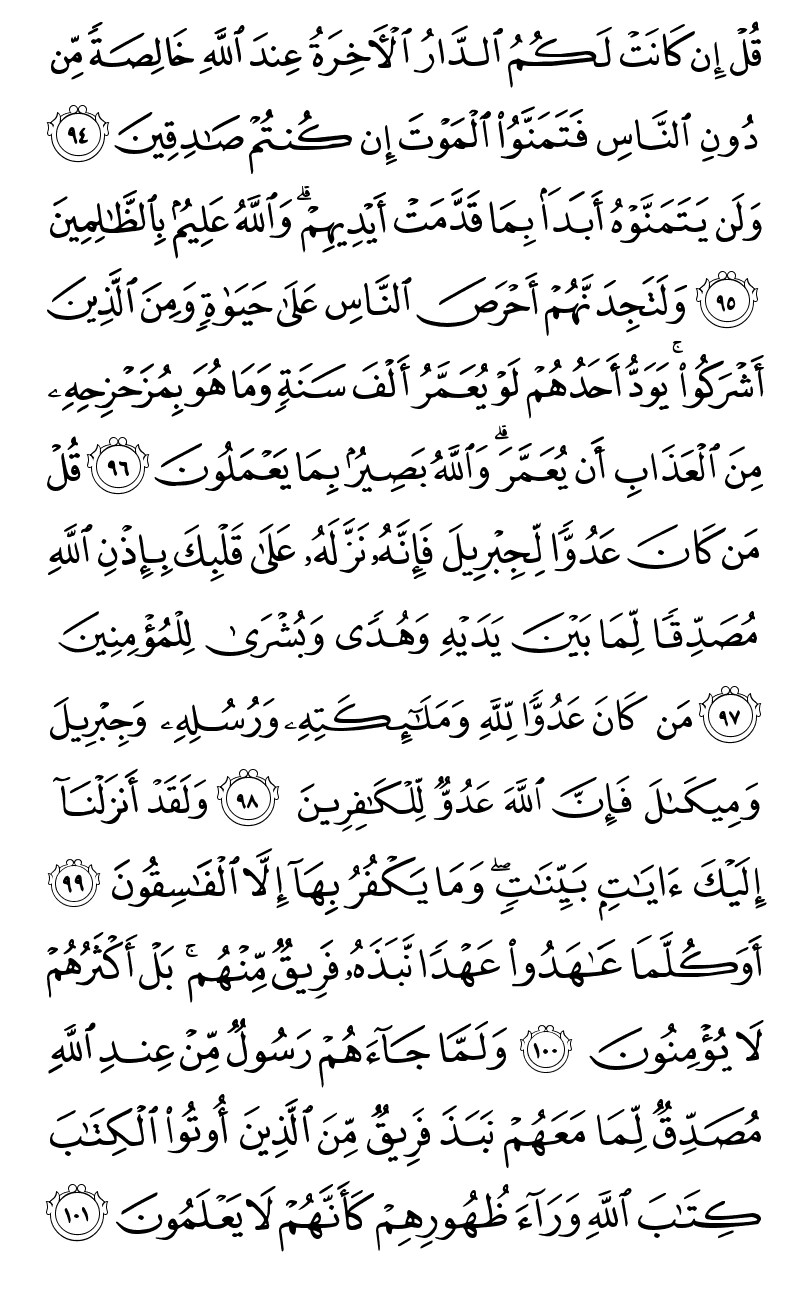 قُلْ إِن كَانَتْ لَكُمُ ٱلدَّارُ ٱلْأَخِرَةُ عِندَ ٱللَّهِ خَالِصَةً مِّن
دُونِ ٱلنَّاسِ فَتَمَنَّوُا۟ ٱلْمَوْتَ إِن كُنتُمْ صَـٰدِقِينَ ٩٤
وَلَن يَتَمَنَّوْهُ أَبَدًۢا بِمَا قَدَّمَتْ أَيْدِيهِمْ ۗ وَٱللَّهُ عَلِيمٌۢ بِٱلظَّـٰلِمِينَ
٩٥ وَلَتَجِدَنَّهُمْ أَحْرَصَ ٱلنَّاسِ عَلَىٰ حَيَوٰةٍ وَمِنَ ٱلَّذِينَ
أَشْرَكُوا۟ ۚ يَوَدُّ أَحَدُهُمْ لَوْ يُعَمَّرُ أَلْفَ سَنَةٍ وَمَا هُوَ بِمُزَحْزِحِهِۦ
مِنَ ٱلْعَذَابِ أَن يُعَمَّرَ ۗ وَٱللَّهُ بَصِيرٌۢ بِمَا يَعْمَلُونَ ٩٦ قُلْ
مَن كَانَ عَدُوًّا لِّجِبْرِيلَ فَإِنَّهُۥ نَزَّلَهُۥ عَلَىٰ قَلْبِكَ بِإِذْنِ ٱللَّهِ
مُصَدِّقًا لِّمَا بَيْنَ يَدَيْهِ وَهُدًى وَبُشْرَىٰ لِلْمُؤْمِنِينَ
٩٧ مَن كَانَ عَدُوًّا لِّلَّهِ وَمَلَـٰٓئِكَتِهِۦ وَرُسُلِهِۦ وَجِبْرِيلَ
وَمِيكَىٰلَ فَإِنَّ ٱللَّهَ عَدُوٌّ لِّلْكَـٰفِرِينَ ٩٨ وَلَقَدْ أَنزَلْنَآ
إِلَيْكَ ءَايَـٰتٍۭ بَيِّنَـٰتٍ ۖ وَمَا يَكْفُرُ بِهَآ إِلَّا ٱلْفَـٰسِقُونَ ٩٩
أَوَكُلَّمَا عَـٰهَدُوا۟ عَهْدًا نَّبَذَهُۥ فَرِيقٌ مِّنْهُم ۚ بَلْ أَكْثَرُهُمْ
لَا يُؤْمِنُونَ ١٠٠ وَلَمَّا جَآءَهُمْ رَسُولٌ مِّنْ عِندِ ٱللَّهِ
مُصَدِّقٌ لِّمَا مَعَهُمْ نَبَذَ فَرِيقٌ مِّنَ ٱلَّذِينَ أُوتُوا۟ ٱلْكِتَـٰبَ
كِتَـٰبَ ٱللَّهِ وَرَآءَ ظُهُورِهِمْ كَأَنَّهُمْ لَا يَعْلَمُونَ ١٠١